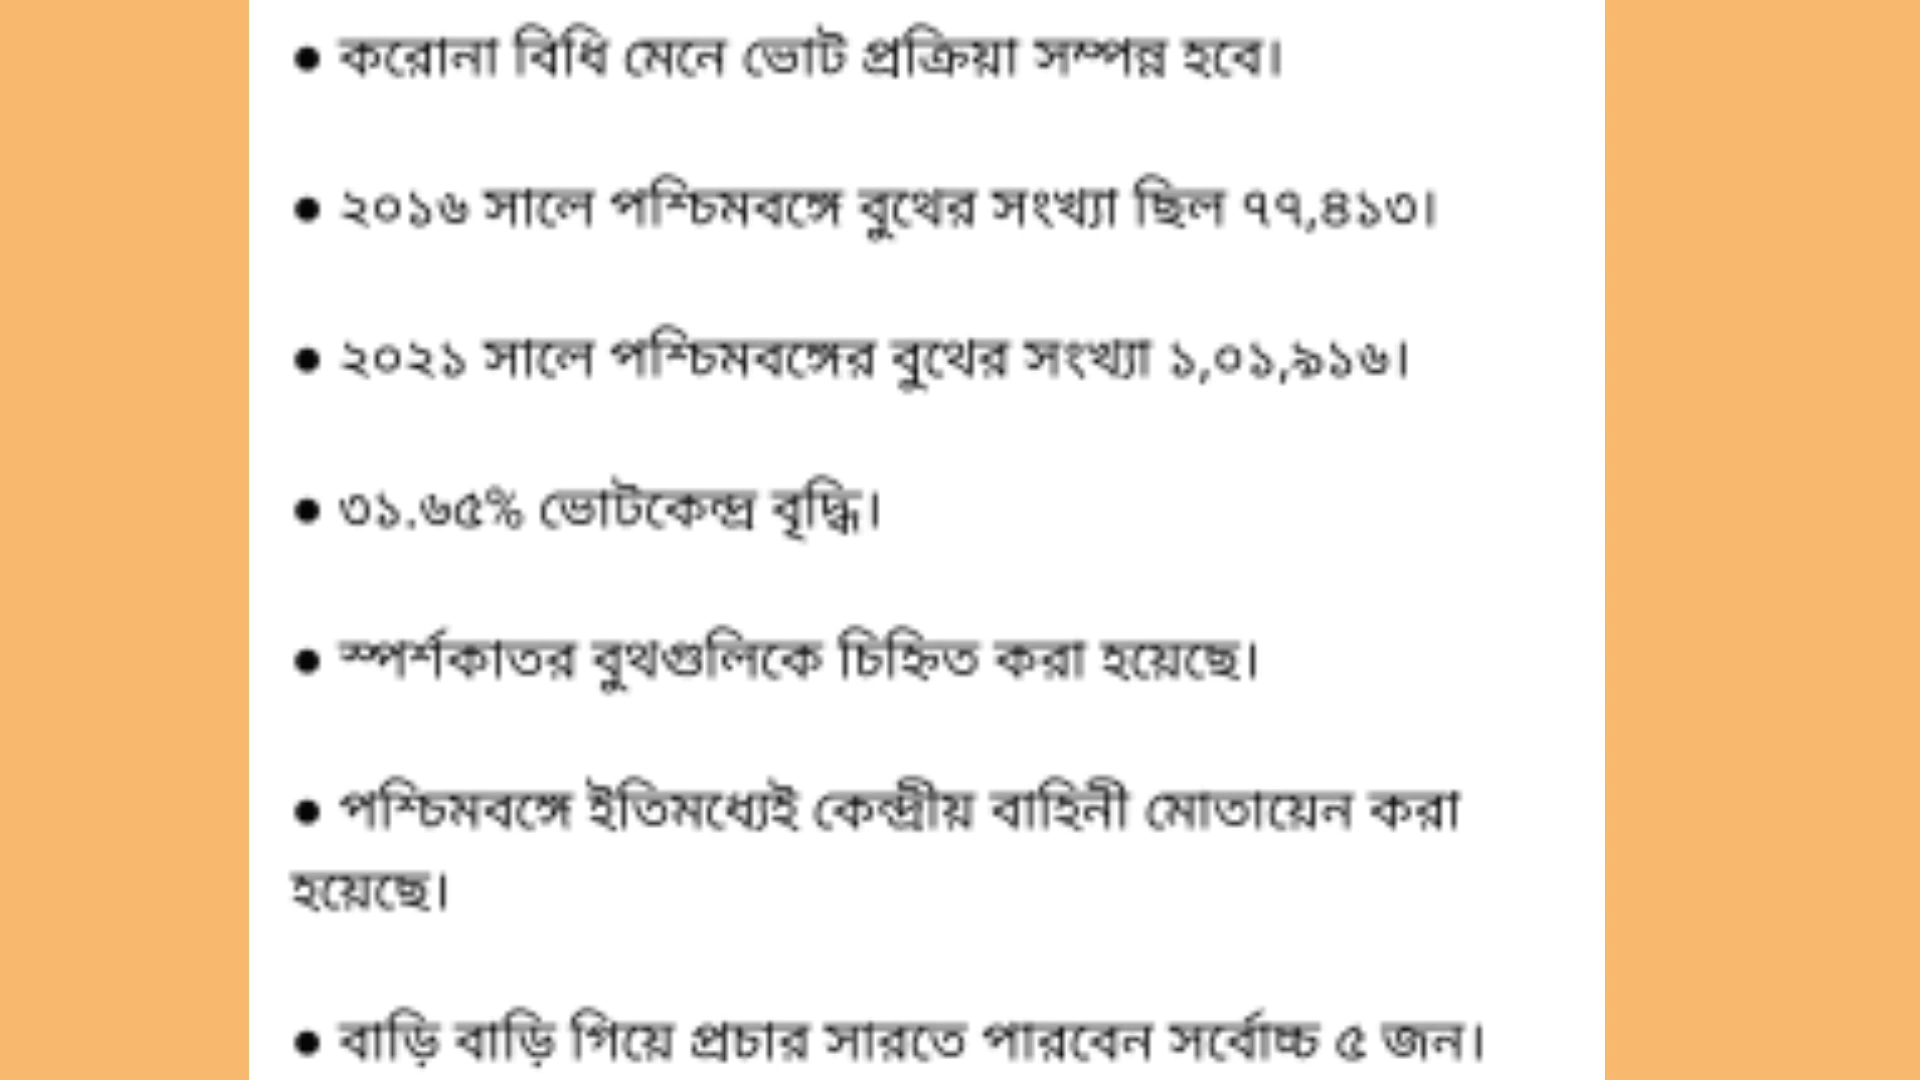 ● করোনা বিধি মেনে ভোট প্রক্রিয়া সম্পন্ন হবে।
● ২০১৬ সালে পশ্চিমবঙ্গে বুথের সংখ্যা ছিল ৭৭,৪১৩।
● ২০২১ সালে পশ্চিমবঙ্গের বুথের সংখ্যা ১,০১,৯১৬।
● ৩১.৬৫% ভোটকেন্দ্র বৃদ্ধি।
● স্পর্শকাতর বুথগুলিকে চিহ্নিত করা হয়েছে।
● পশ্চিমবঙ্গে ইতিমধ্যেই কেন্দ্রীয় বাহিনী মোতায়েন করা
হয়েছে।
● বাড়ি বাড়ি গিয়ে প্রচার সারতে পারবেন সর্বোচ্চ ৫ জন।